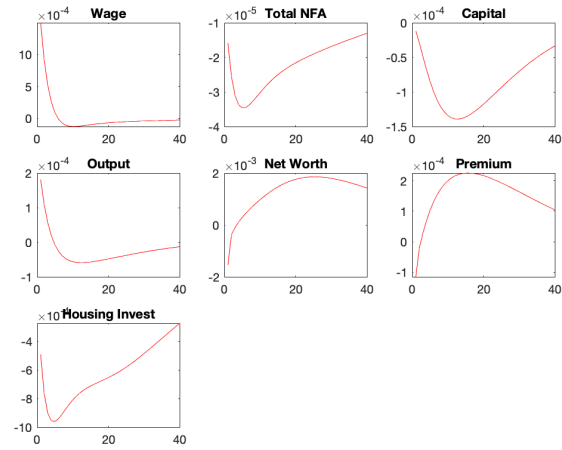 ×10⁻⁴ Wage
10
5
0
0 20 40
×10⁻⁵ Total NFA
-1
-2
-3
-4
0 20 40
×10⁻⁴ Capital
0
-0.5
-1
-1.5
0 20 40
×10⁻⁴ Output
2
1
0
-1
0 20 40
×10⁻³ Net Worth
2
0
-2
0 20 40
×10⁻⁴ Premium
2
1
0
-1
0 20 40
Housing Invest
-4
-6
-8
-10
0 20 40